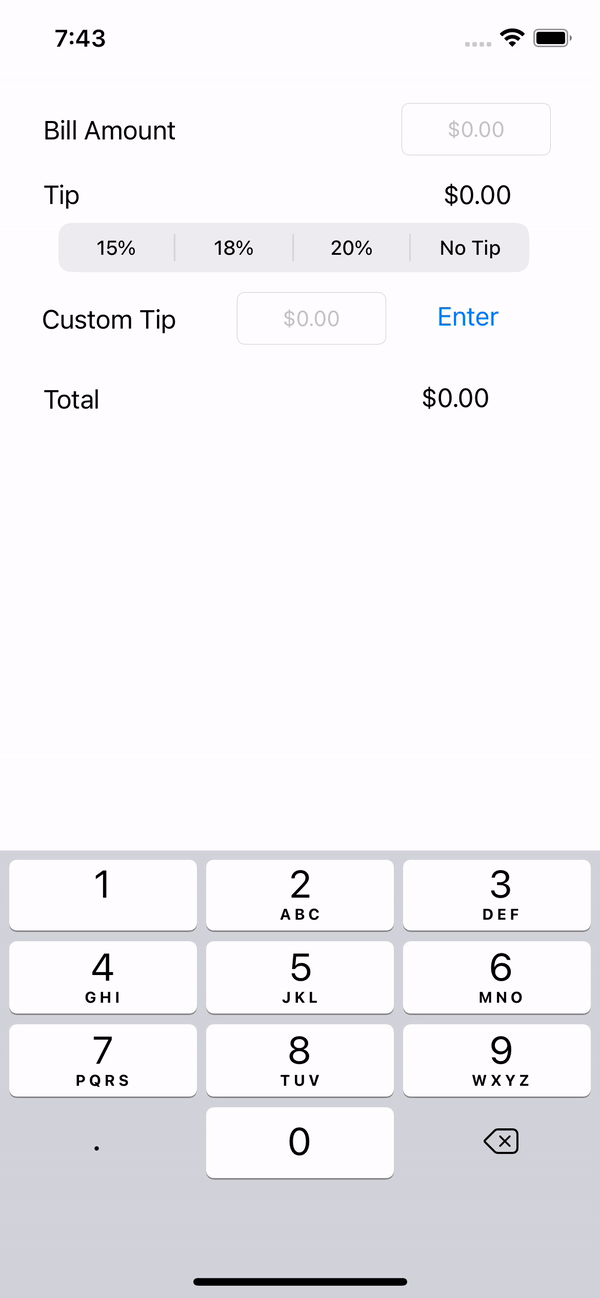 7:43
Bill Amount $0.00
Tip $0.00
15% 18% 20% No Tip
Custom Tip $0.00 Enter
Total $0.00
1 2 3
ABC DEF
4 5 6
GHI JKL MNO
7 8 9
PQRS TUV WXYZ
. 0